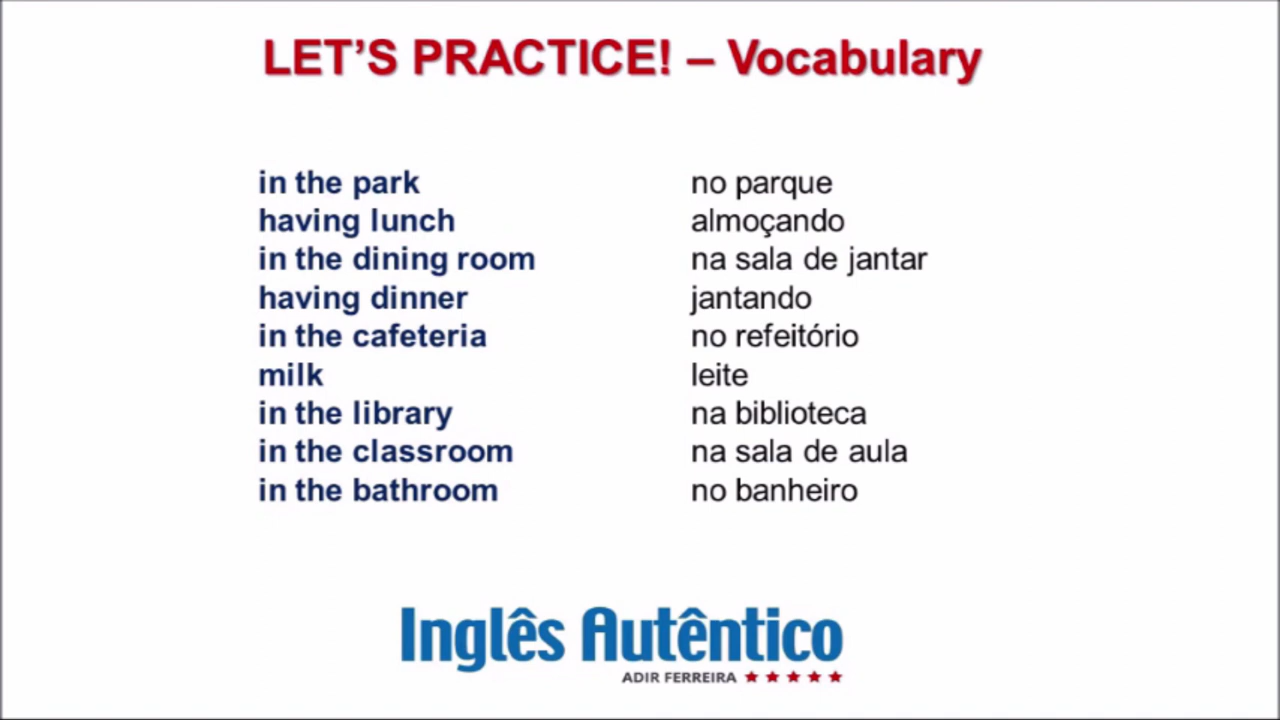 LET'S PRACTICE! – Vocabulary
in the park no parque
having lunch almoçando
in the dining room na sala de jantar
having dinner jantando
in the cafeteria no refeitório
milk leite
in the library na biblioteca
in the classroom na sala de aula
in the bathroom no banheiro
Inglês Autêntico
ADIR FERREIRA ★★★★★